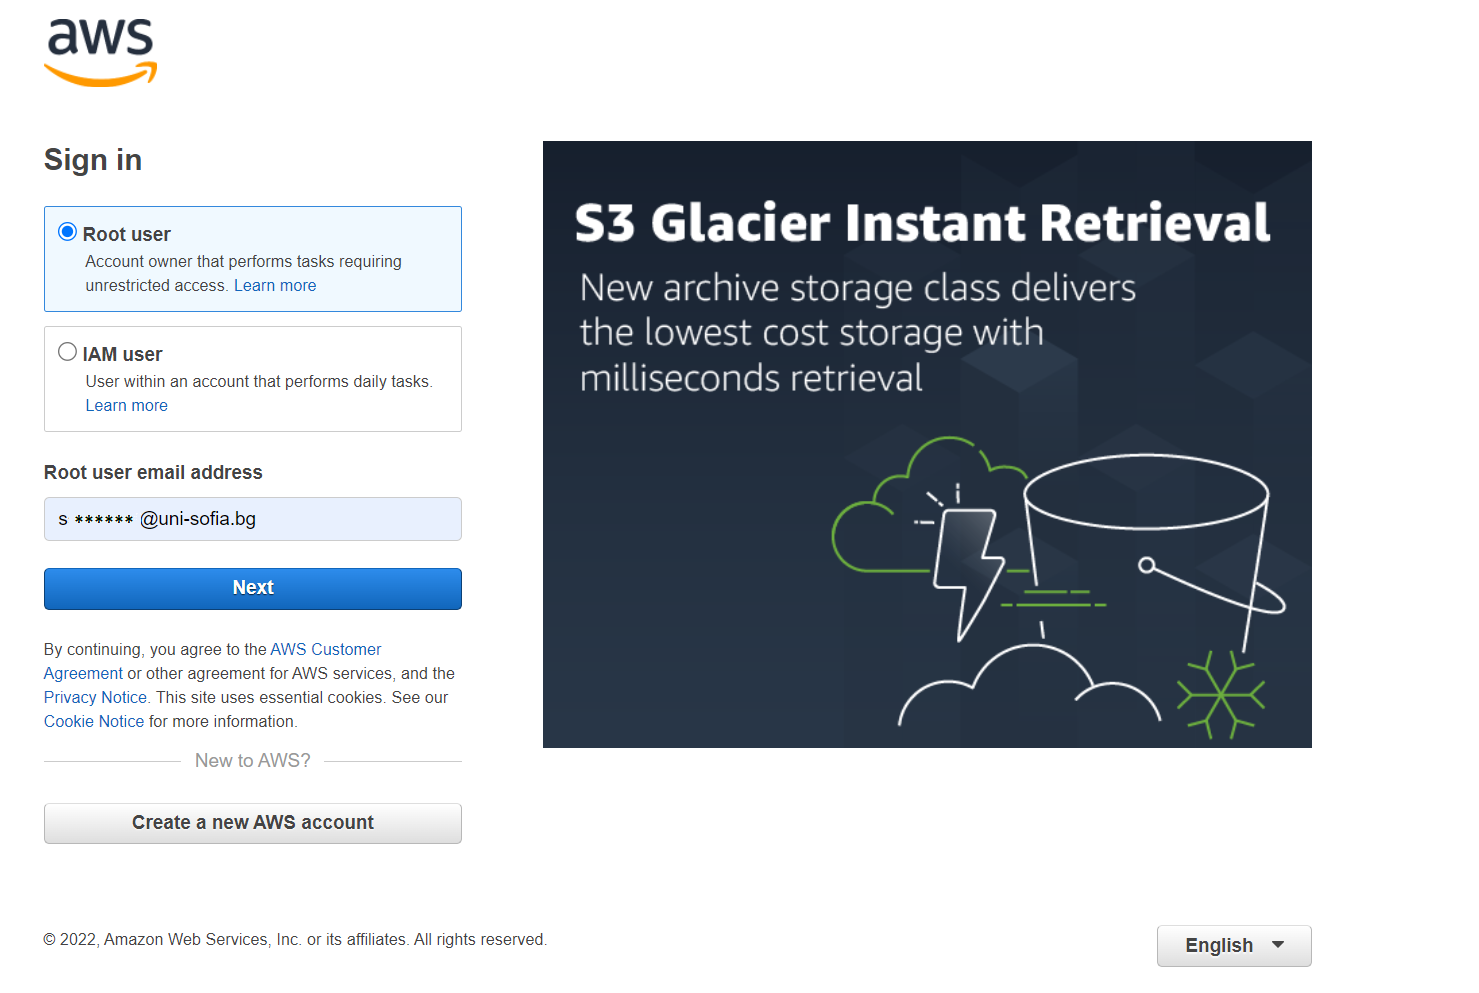 aws
Sign in
Root user
Account owner that performs tasks requiring
unrestricted access. Learn more
IAM user
User within an account that performs daily tasks.
Learn more
Root user email address
s ****** @uni-sofia.bg
Next
By continuing, you agree to the AWS Customer
Agreement or other agreement for AWS services, and the
Privacy Notice. This site uses essential cookies. See our
Cookie Notice for more information.
New to AWS?
Create a new AWS account
S3 Glacier Instant Retrieval
New archive storage class delivers
the lowest cost storage with
milliseconds retrieval
© 2022, Amazon Web Services, Inc. or its affiliates. All rights reserved.
English